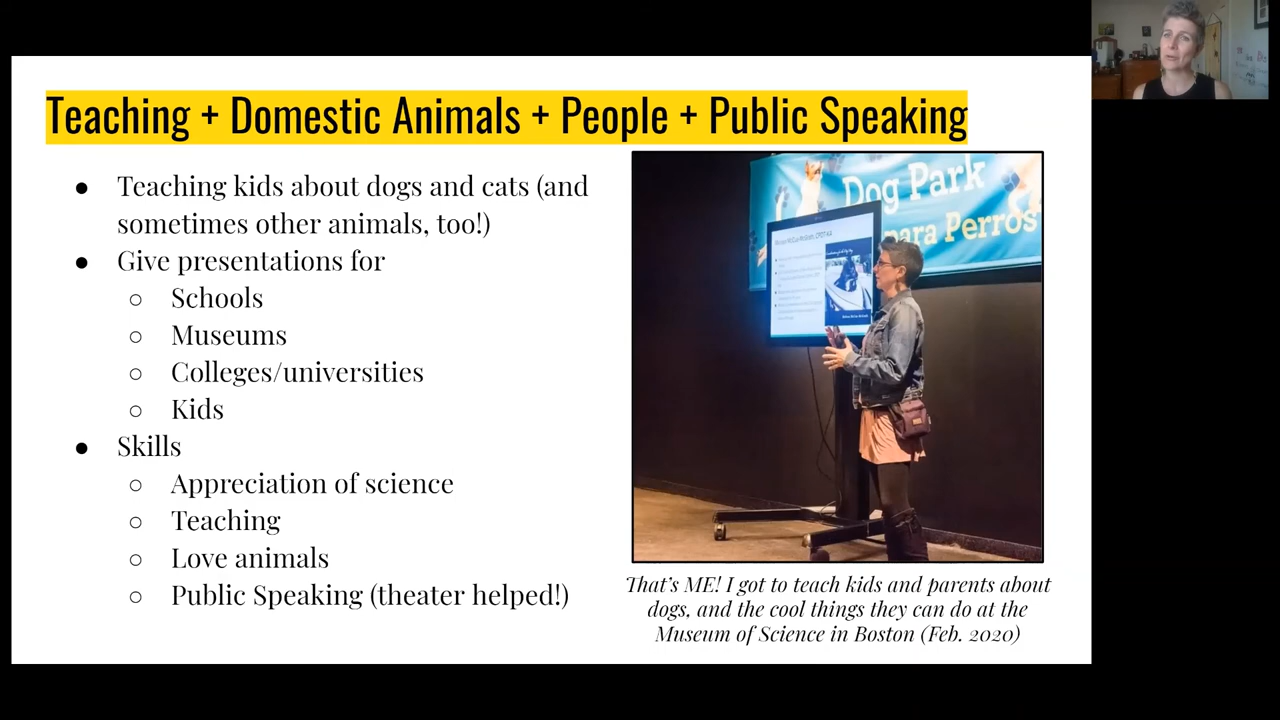 Teaching + Domestic Animals + People + Public Speaking
● Teaching kids about dogs and cats (and
sometimes other animals, too!)
● Give presentations for
○ Schools
○ Museums
○ Colleges/universities
○ Kids
● Skills
○ Appreciation of science
○ Teaching
○ Love animals
○ Public Speaking (theater helped!)
Dog Park
para Perros
That's ME! I got to teach kids and parents about
dogs, and the cool things they can do at the
Museum of Science in Boston (Feb. 2020)